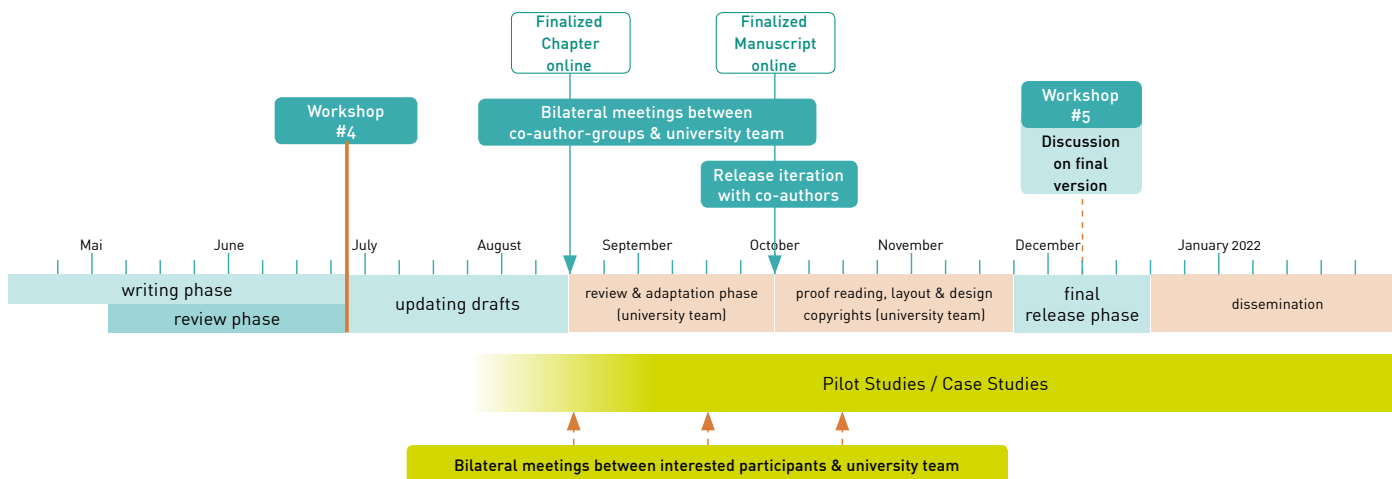 Finalized
Chapter
online
Finalized
Manuscript
online
Workshop
#4
Bilateral meetings between
co-author-groups & university team
Workshop
#5
Discussion
on final
version
Release iteration
with co-authors
Mai
June
July
August
September
October
November
December
January 2022
writing phase
review phase
updating drafts
review & adaptation phase
(university team)
proof reading, layout & design
copyrights (university team)
final
release phase
dissemination
Pilot Studies / Case Studies
Bilateral meetings between interested participants & university team